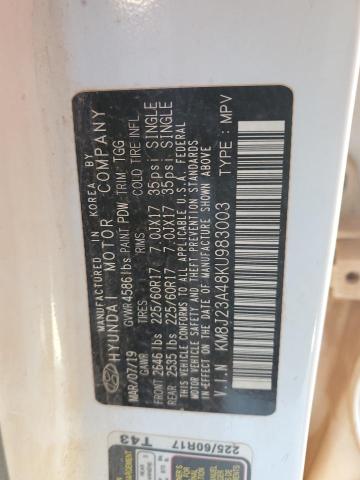 MANUFACTURED IN KOREA BY
HYUNDAI MOTOR COMPANY
MAR/07/19 GVWR 4586 lbs PAINT PDW TRIM TGG
GAWR TIRES RIMS COLD TIRE INFL.
FRONT 2646 lbs 225/60R17 7.0JX17 35psi SINGLE
REAR 2535 lbs 225/60R17 7.0JX17 35psi SINGLE
THIS VEHICLE CONFORMS TO ALL APPLICABLE U.S.A. FEDERAL
MOTOR VEHICLE SAFETY AND THEFT PREVENTION
STANDARDS IN EFFECT ON THE DATE OF MANUFACTURE SHOWN ABOVE
V.I.N KM8J23A48KU983003 TYPE : MPV
225/60R17
T43